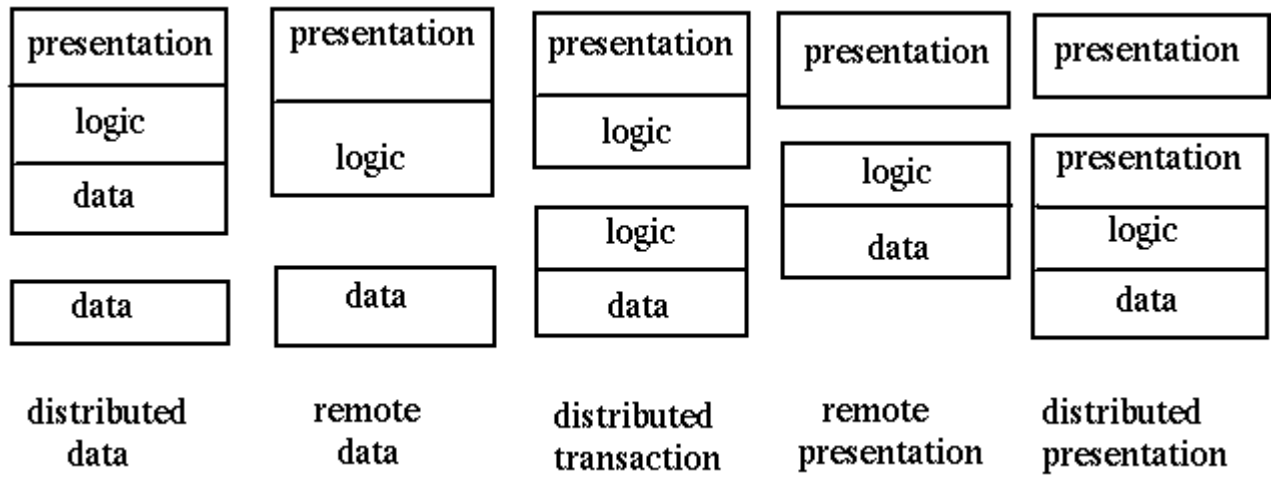 presentation
logic
data
data
distributed
data
presentation
logic
data
remote
data
presentation
logic
logic
data
distributed
transaction
presentation
logic
data
remote
presentation
presentation
presentation
logic
data
distributed
presentation